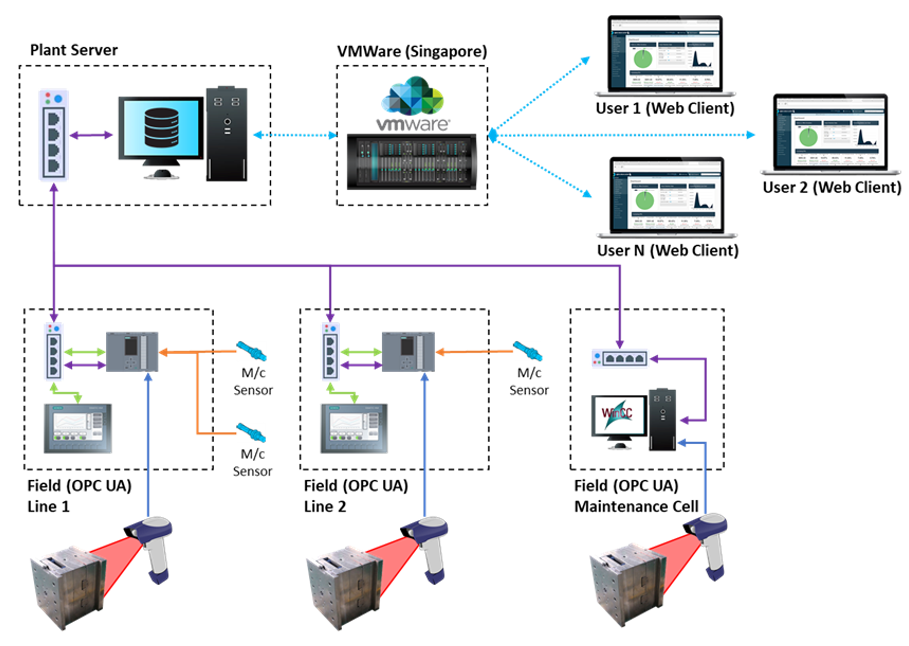 Plant Server
VMWare (Singapore)
vmware®
User 1 (Web Client)
User 2 (Web Client)
User N (Web Client)
M/c
Sensor
M/c
Sensor
M/c
Sensor
WinCC
Field (OPC UA)
Line 1
Field (OPC UA)
Line 2
Field (OPC UA)
Maintenance Cell